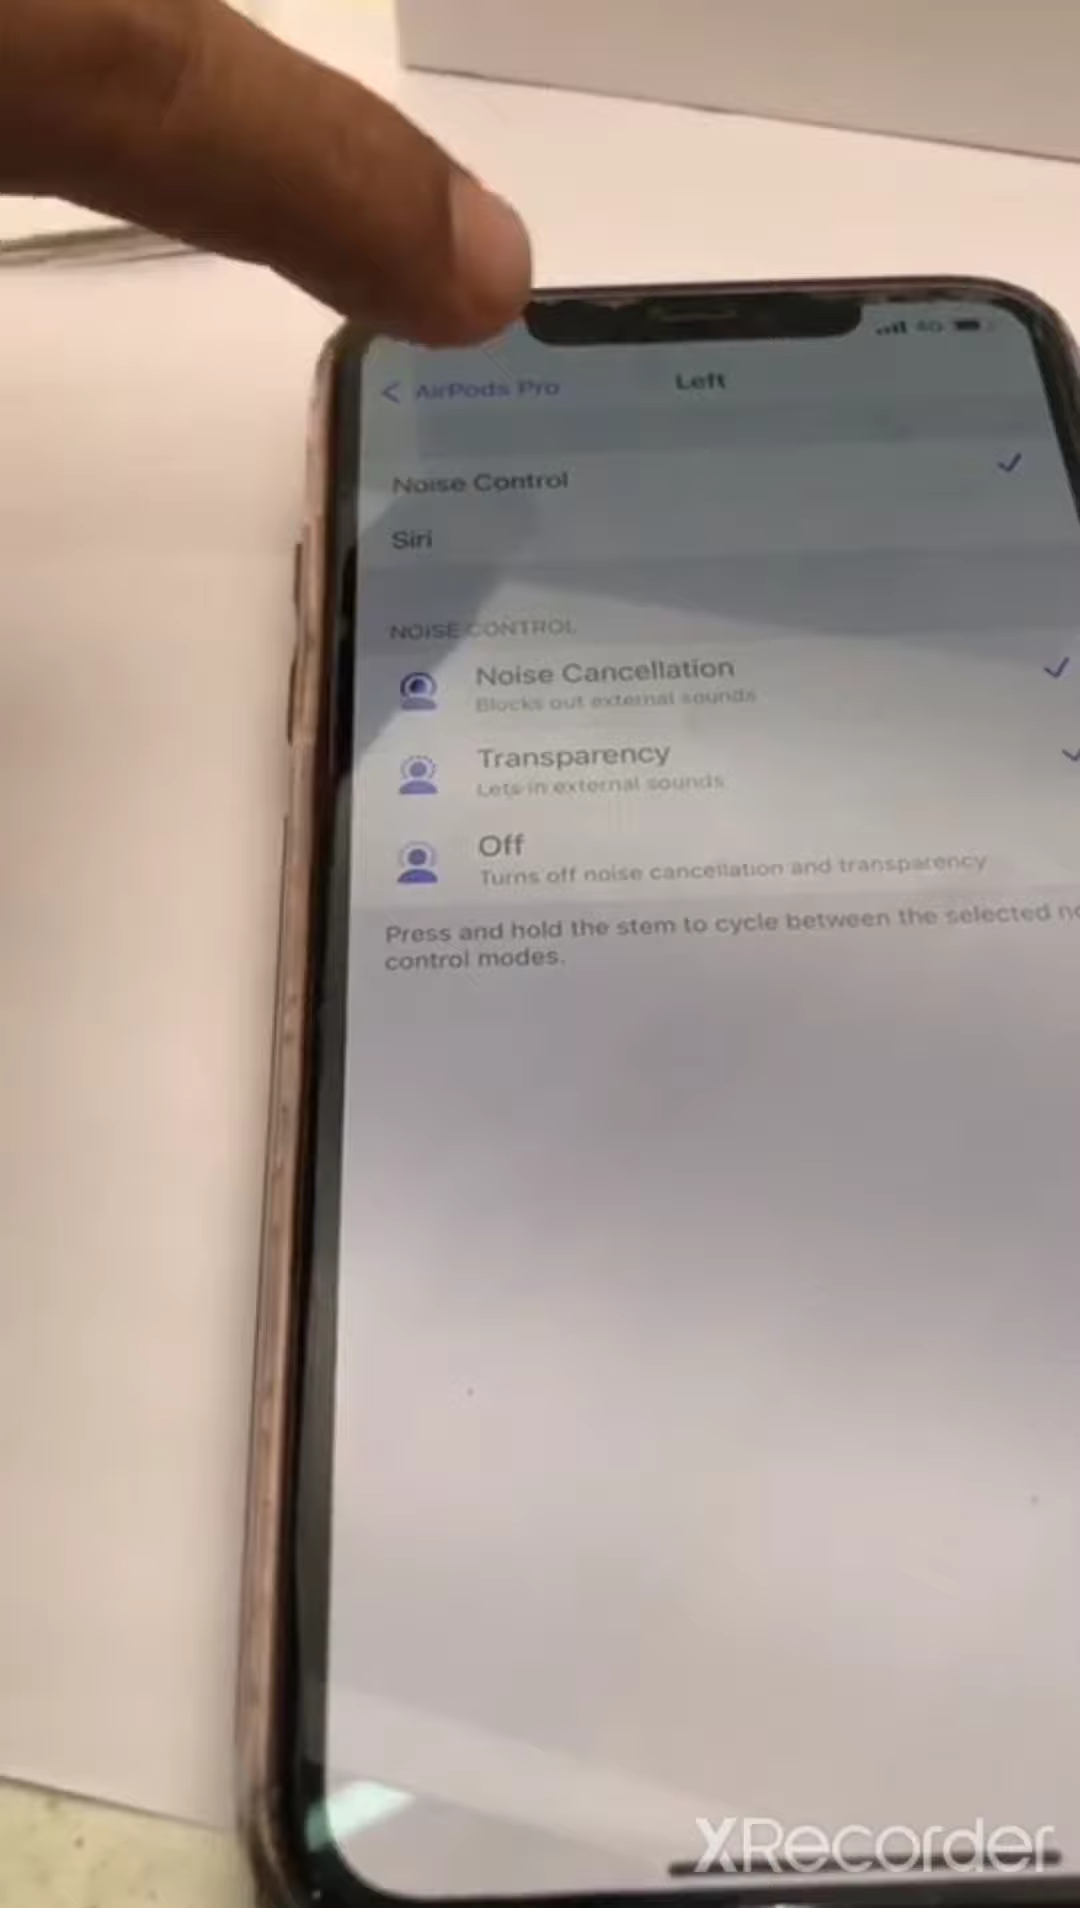 4G
< AirPods Pro
Left
Noise Control
Siri
NOISE CONTROL
Noise Cancellation
Blocks out external sounds
Transparency
Lets in external sounds
Off
Turns off noise cancellation and transparency
Press and hold the stem to cycle between the selected
control modes.
XRecorder